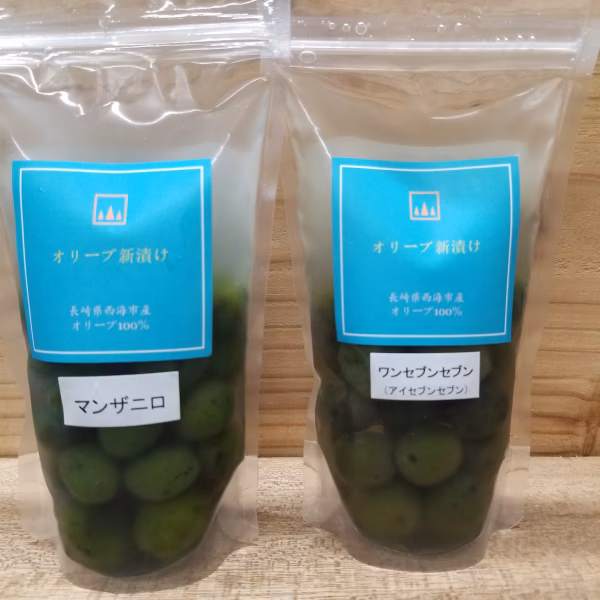 オリーブ新漬け
長崎県西海市産
オリーブ100%
マンザニロ
オリーブ新漬け
長崎県西海市産
オリーブ100%
ワンセブンセブン
(アイセブンセブン)